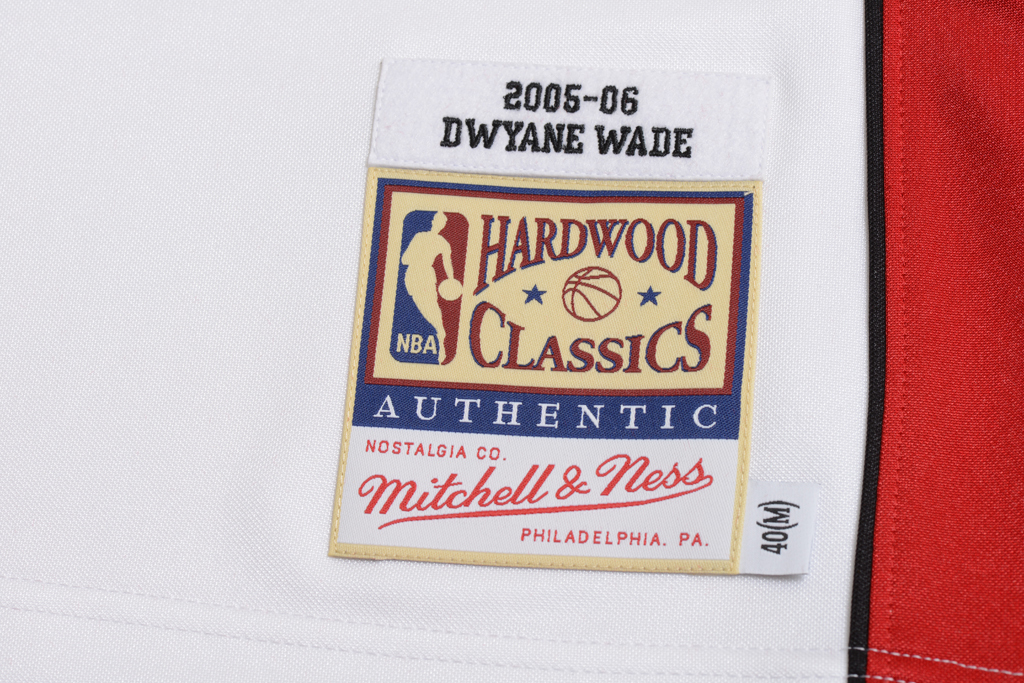 2005-06
DWYANE WADE
HARDWOOD
CLASSICS
NBA
AUTHENTIC
NOSTALGIA CO.
Mitchell & Ness
PHILADELPHIA. PA.
40(M)